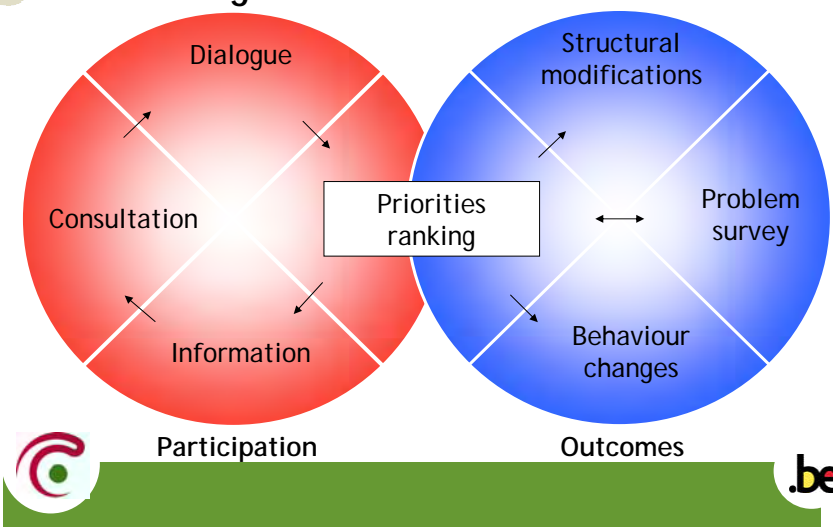 Dialogue
Structural
modifications
Consultation
Priorities
ranking
Problem
survey
Information
Behaviour
changes
Participation
Outcomes
.be